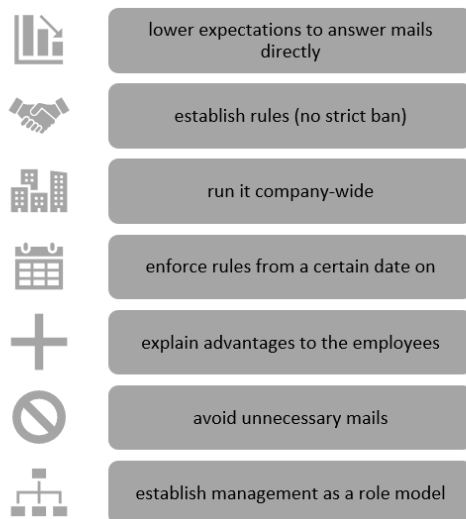 lower expectations to answer mails
directly
establish rules (no strict ban)
run it company-wide
enforce rules from a certain date on
explain advantages to the employees
avoid unnecessary mails
establish management as a role model